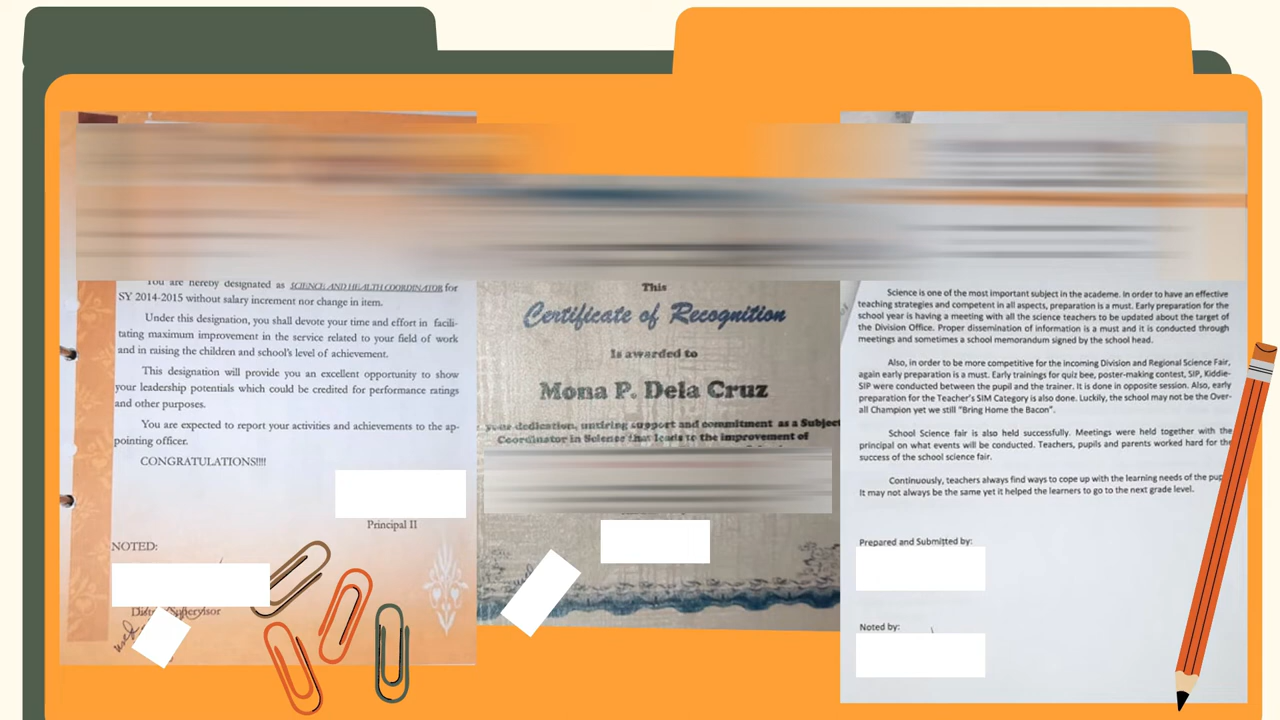 You are hereby designated as SCIENCE AND HEALTH COORDINATOR for
SY 2014-2015 without salary increment nor change in item.
Under this designation, you shall devote your time and effort in facili-
tating maximum improvement in the service related to your field of work
and in raising the children and school's level of achievement.
This designation will provide you an excellent opportunity to show
your leadership potentials which could be credited for performance ratings
and other purposes.
You are expected to report your activities and achievements to the ap-
pointing officer.
CONGRATULATIONS!!!!
Principal II
NOTED:
District Supervisor
This
Certificate of Recognition
Is awarded to
Mona P. Dela Cruz
your dedication, untiring support and commitment as a Subject
Coordinator in Science that leads to the improvement of
Science is one of the most important subject in the academe. In order to have an effective
teaching strategies and competent in all aspects, preparation is a must. Early preparation for the
school year is having a meeting with all the science teachers to be updated about the target of
the Division Office. Proper dissemination of information is a must and it is conducted through
meetings and sometimes a school memorandum signed by the school head.
Also, in order to be more competitive for the incoming Division and Regional Science Fair,
again early preparation is a must. Early trainings for quiz bee, poster-making contest, SIP, Kiddie-
SIP were conducted between the pupil and the trainer. It is done in opposite session. Also, early
preparation for the Teacher's SIM Category is also done. Luckily, the school may not be the Over-
all Champion yet we still "Bring Home the Bacon".
School Science fair is also held successfully. Meetings were held together with the
principal on what events will be conducted. Teachers, pupils and parents worked hard for the
success of the school science fair.
Continuously, teachers always find ways to cope up with the learning needs of the pup
It may not always be the same yet it helped the learners to go to the next grade level.
Prepared and Submitted by:
Noted by: